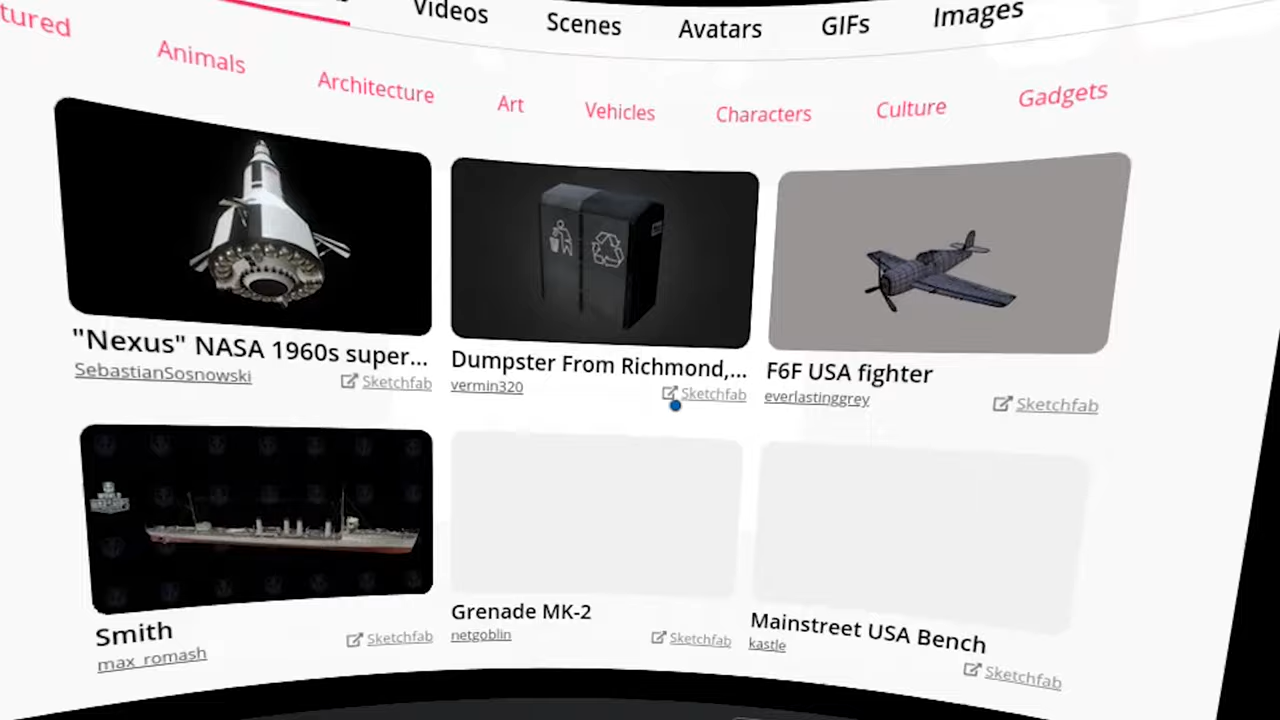 Videos
Scenes
Avatars
GIFs
Images
tured
Animals
Architecture
Art
Vehicles
Characters
Culture
Gadgets
"Nexus" NASA 1960s super...
SebastianSosnowski
Sketchfab
Dumpster From Richmond,...
vermin320
Sketchfab
F6F USA fighter
everlastinggrey
Sketchfab
Smith
max_romash
Sketchfab
Grenade MK-2
netgoblin
Sketchfab
Mainstreet USA Bench
kastle
Sketchfab